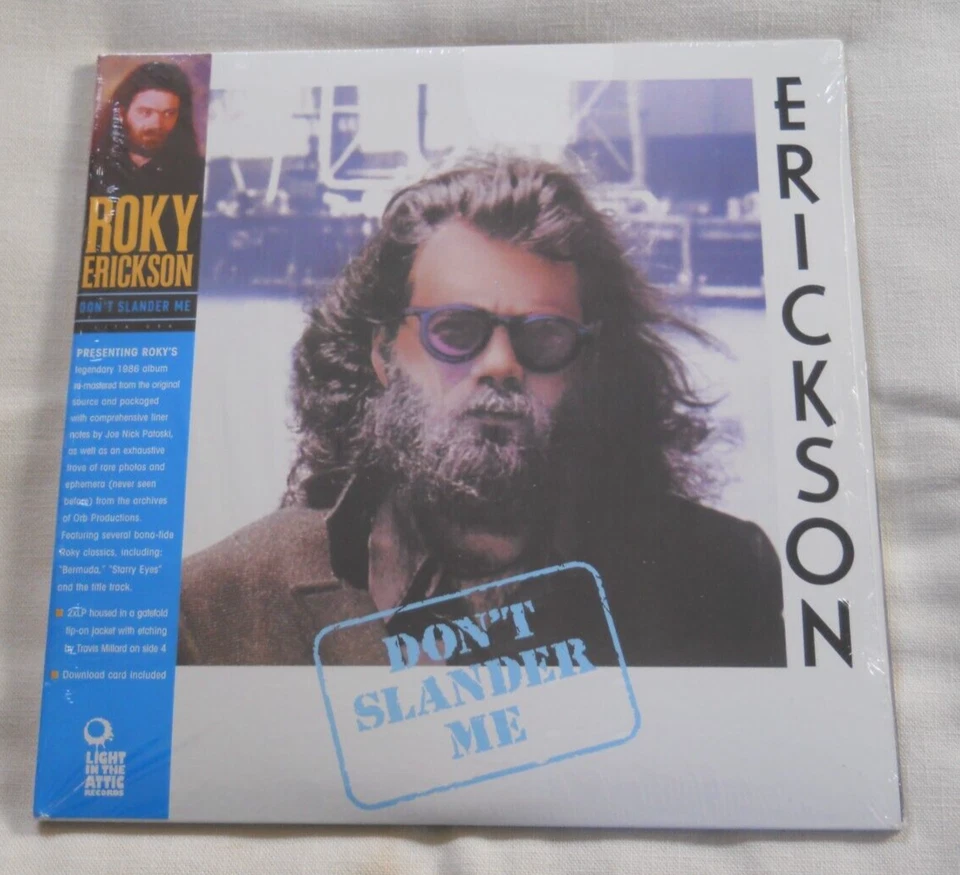 ROKY
ERICKSON
DON'T SLANDER ME
PRESENTING ROKY'S
legendary 1986 album
re-mastered from the original
source and packaged
with comprehensive liner
notes by Joe Nick Patoski,
as well as an exhaustive
trove of rare photos and
ephemera (never seen
before) from the archives
of Orb Productions.
Featuring several bona-fide
Roky classics, including:
"Bermuda," "Starry Eyes"
and the title track.
2xLP housed in a gatefold
tip-on jacket with etching
by Travis Millard on side 4
Download card included
LIGHT
IN THE
ATTIC
RECORDS
ERICKSON
DON'T
SLANDER
ME